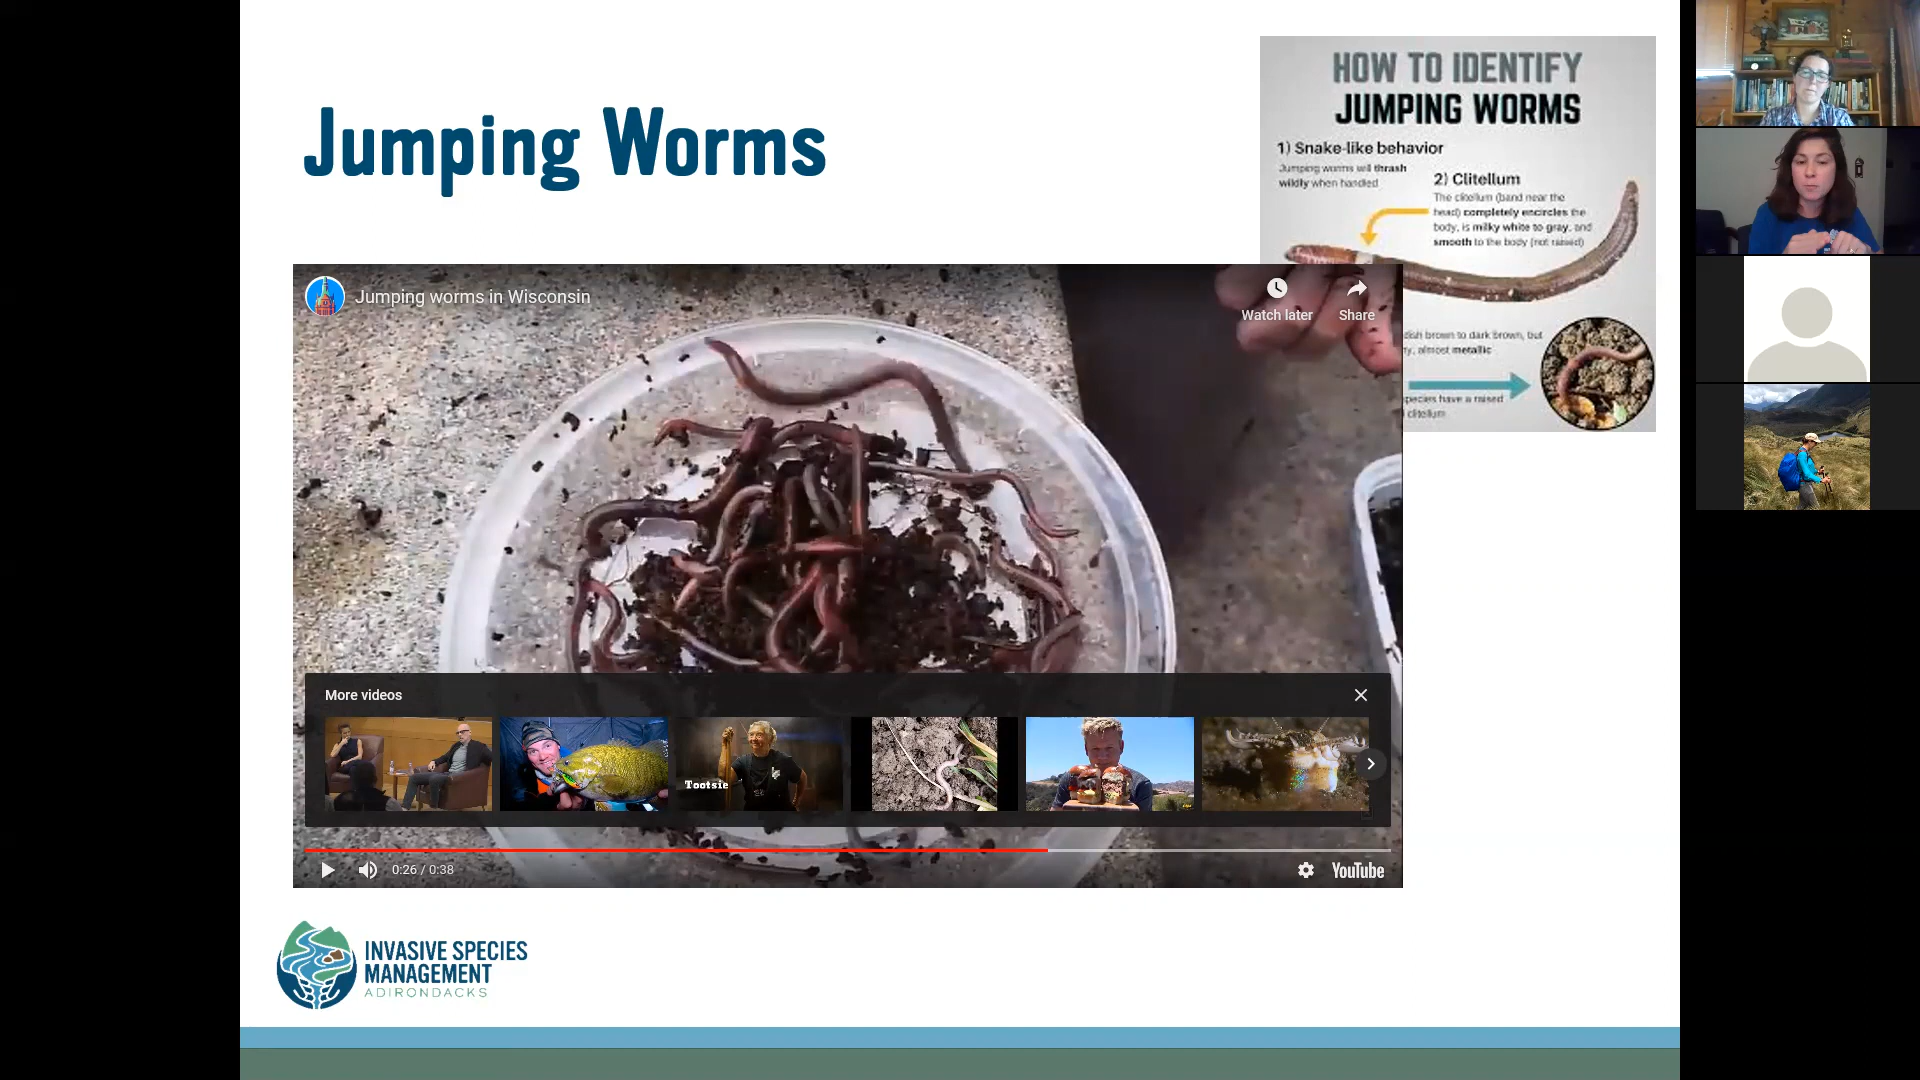 Jumping Worms
HOW TO IDENTIFY
JUMPING WORMS
1) Snake-like behavior
Jumping worms will thrash
wildly when handled
2) Clitellum
The clitellum (band near the
head) completely encircles the
body, is milky white to gray, and
smooth to the body (not raised)
dish brown to dark brown, but
ny, almost metallic
species have a raised
clitellum
Jumping worms in Wisconsin
Watch later
Share
More videos
Tootsie
0:26 / 0:38
YouTube
INVASIVE SPECIES
MANAGEMENT
ADIRONDACKS